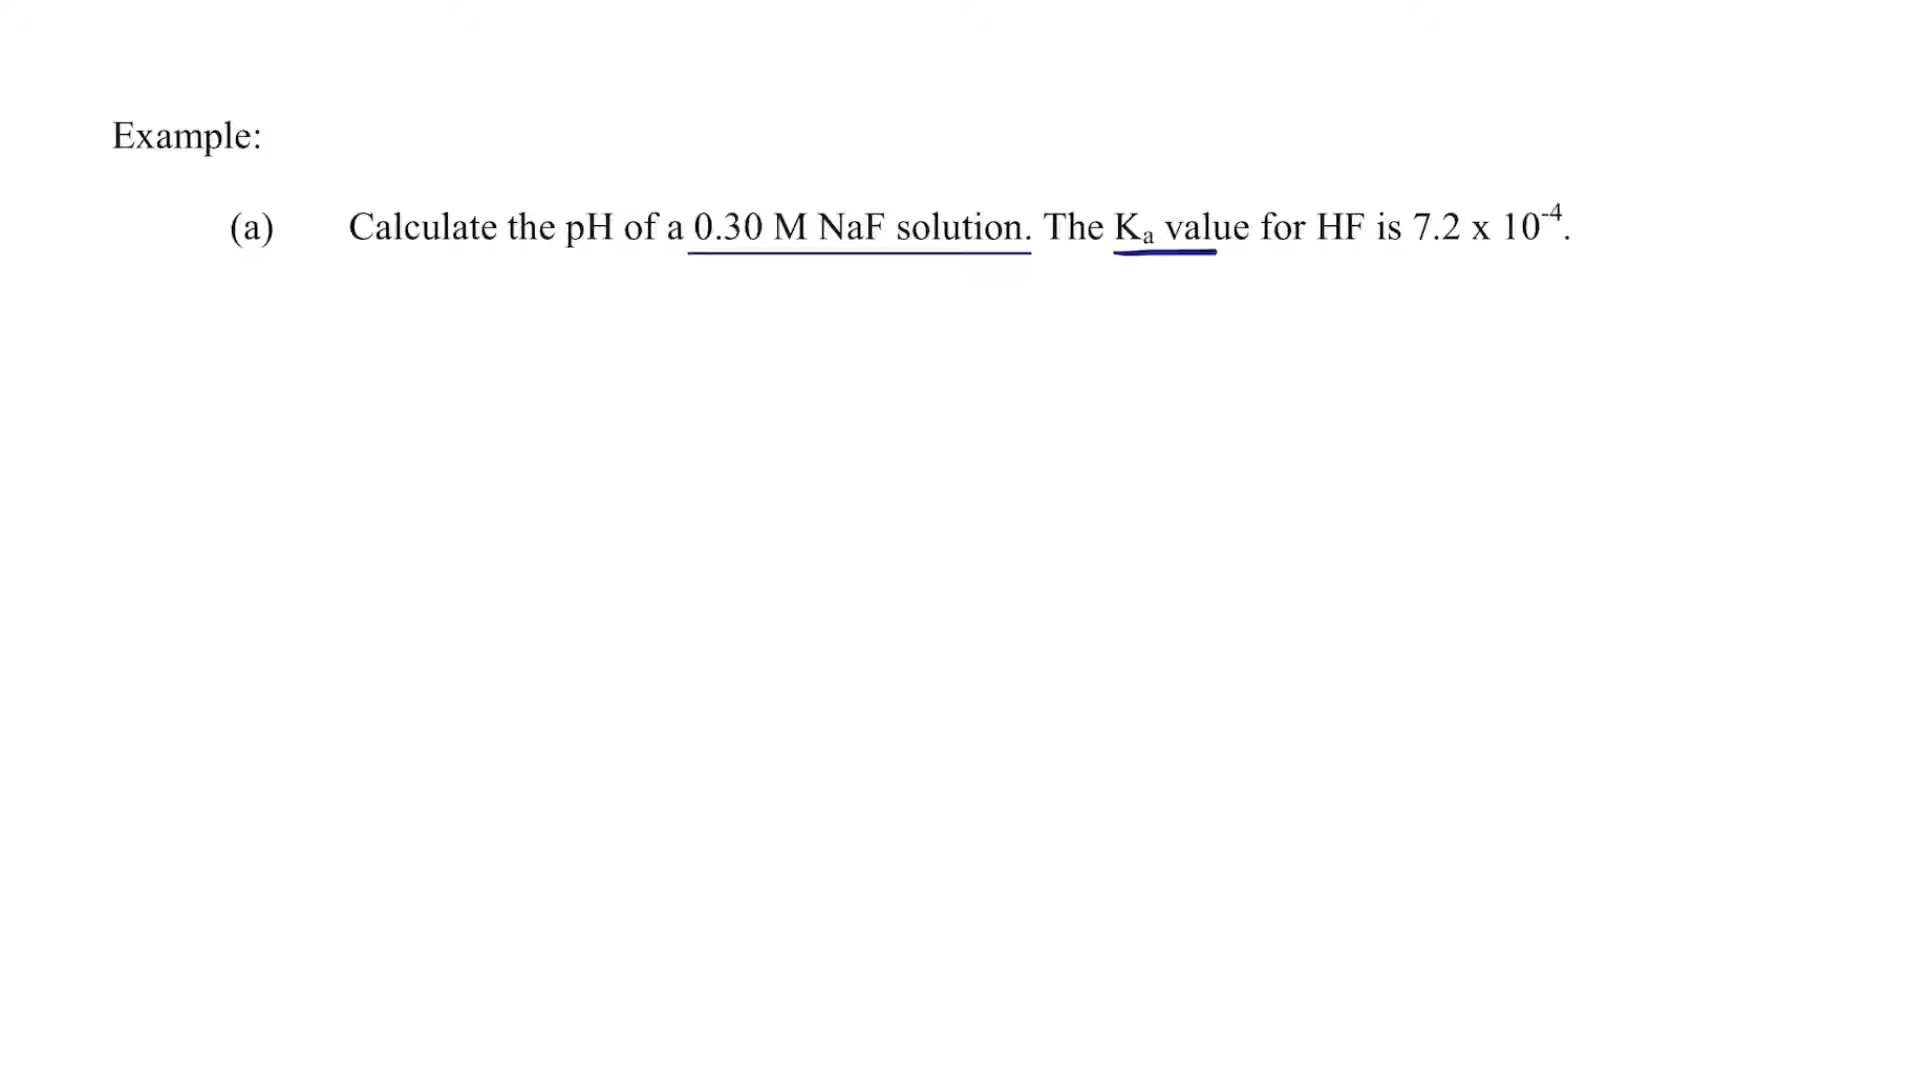 Example:
(a) Calculate the pH of a 0.30 M NaF solution. The Kₐ value for HF is 7.2 x 10⁻⁴.